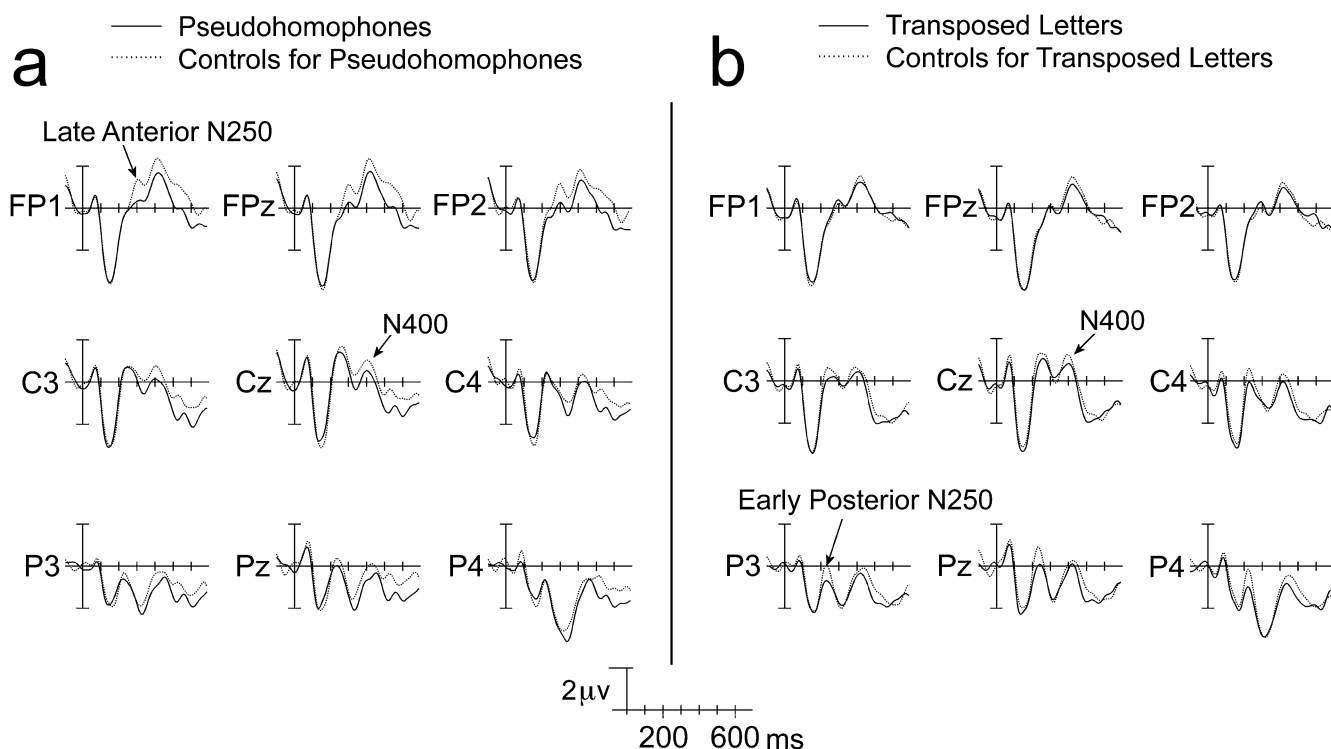 a
Pseudohomophones
Controls for Pseudohomophones
Late Anterior N250
FP1
FPz
FP2
N400
C3
Cz
C4
P3
Pz
P4
b
Transposed Letters
Controls for Transposed Letters
FP1
FPz
FP2
N400
C3
Cz
C4
Early Posterior N250
P3
Pz
P4
2μv
200 600 ms